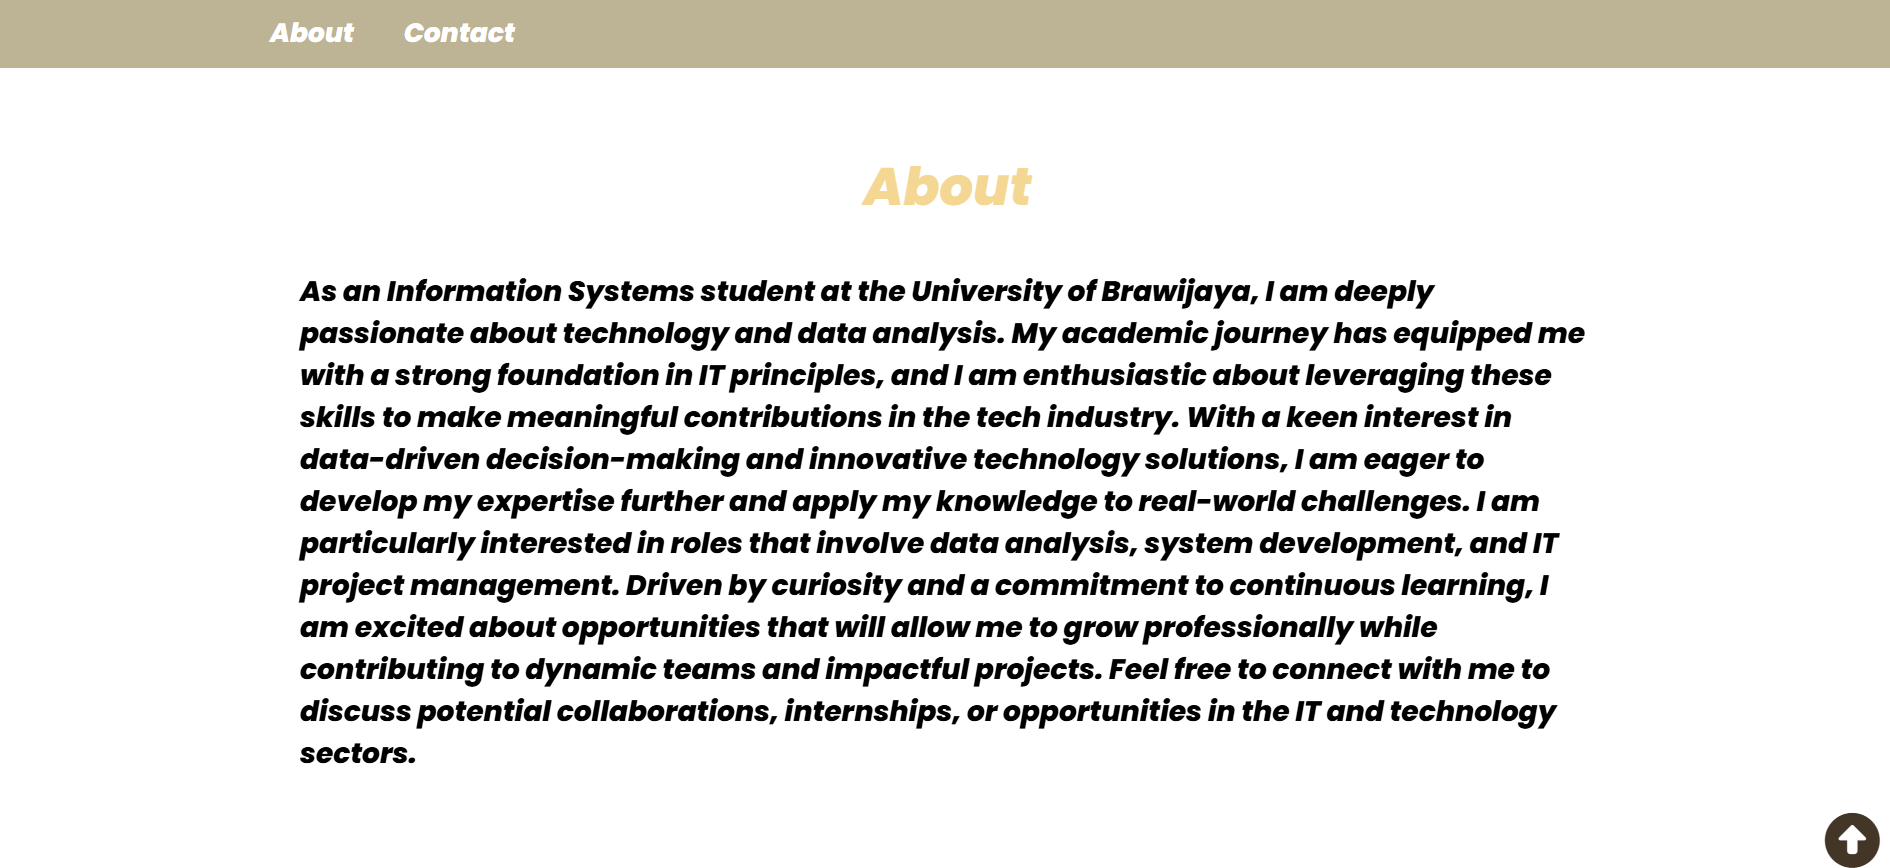 About Contact
About
As an Information Systems student at the University of Brawijaya, I am deeply
passionate about technology and data analysis. My academic journey has equipped me
with a strong foundation in IT principles, and I am enthusiastic about leveraging these
skills to make meaningful contributions in the tech industry. With a keen interest in
data-driven decision-making and innovative technology solutions, I am eager to
develop my expertise further and apply my knowledge to real-world challenges. I am
particularly interested in roles that involve data analysis, system development, and IT
project management. Driven by curiosity and a commitment to continuous learning, I
am excited about opportunities that will allow me to grow professionally while
contributing to dynamic teams and impactful projects. Feel free to connect with me to
discuss potential collaborations, internships, or opportunities in the IT and technology
sectors.